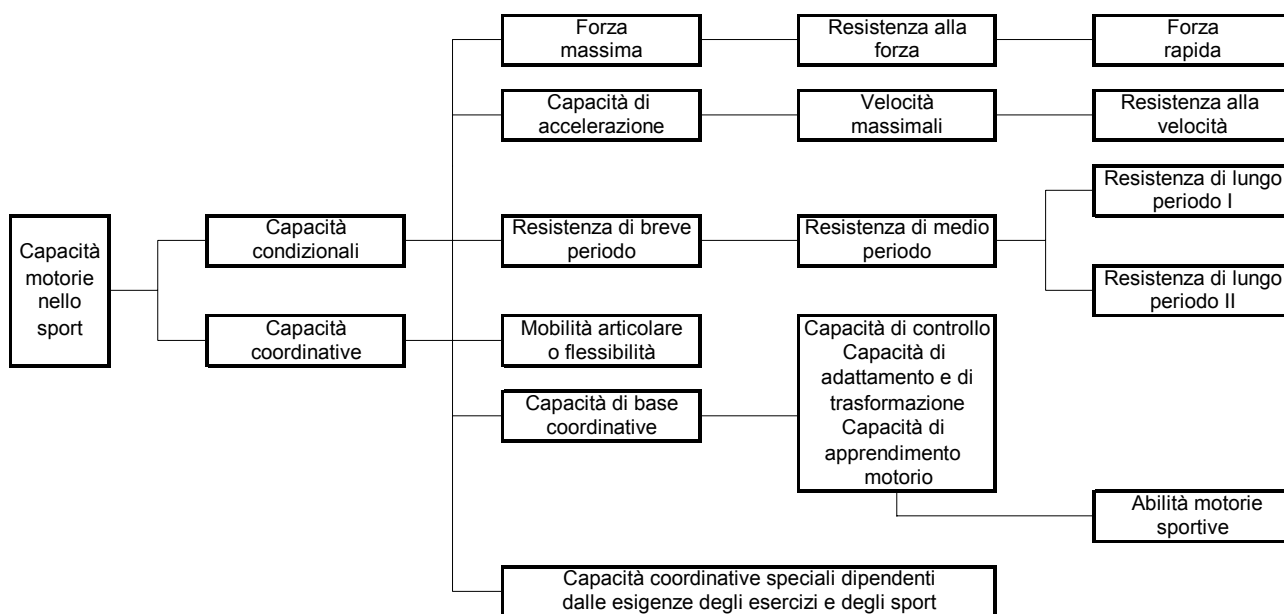 Forza
massima
Resistenza alla
forza
Forza
rapida
Capacità di
accelerazione
Velocità
massimali
Resistenza alla
velocità
Resistenza di lungo
periodo I
Capacità
motorie
nello
sport
Capacità
condizionali
Resistenza di breve
periodo
Resistenza di medio
periodo
Resistenza di lungo
periodo II
Capacità
coordinative
Mobilità articolare
o flessibilità
Capacità di controllo
Capacità di
adattamento e di
trasformazione
Capacità di
apprendimento
motorio
Capacità di base
coordinative
Abilità motorie
sportive
Capacità coordinative speciali dipendenti
dalle esigenze degli esercizi e degli sport